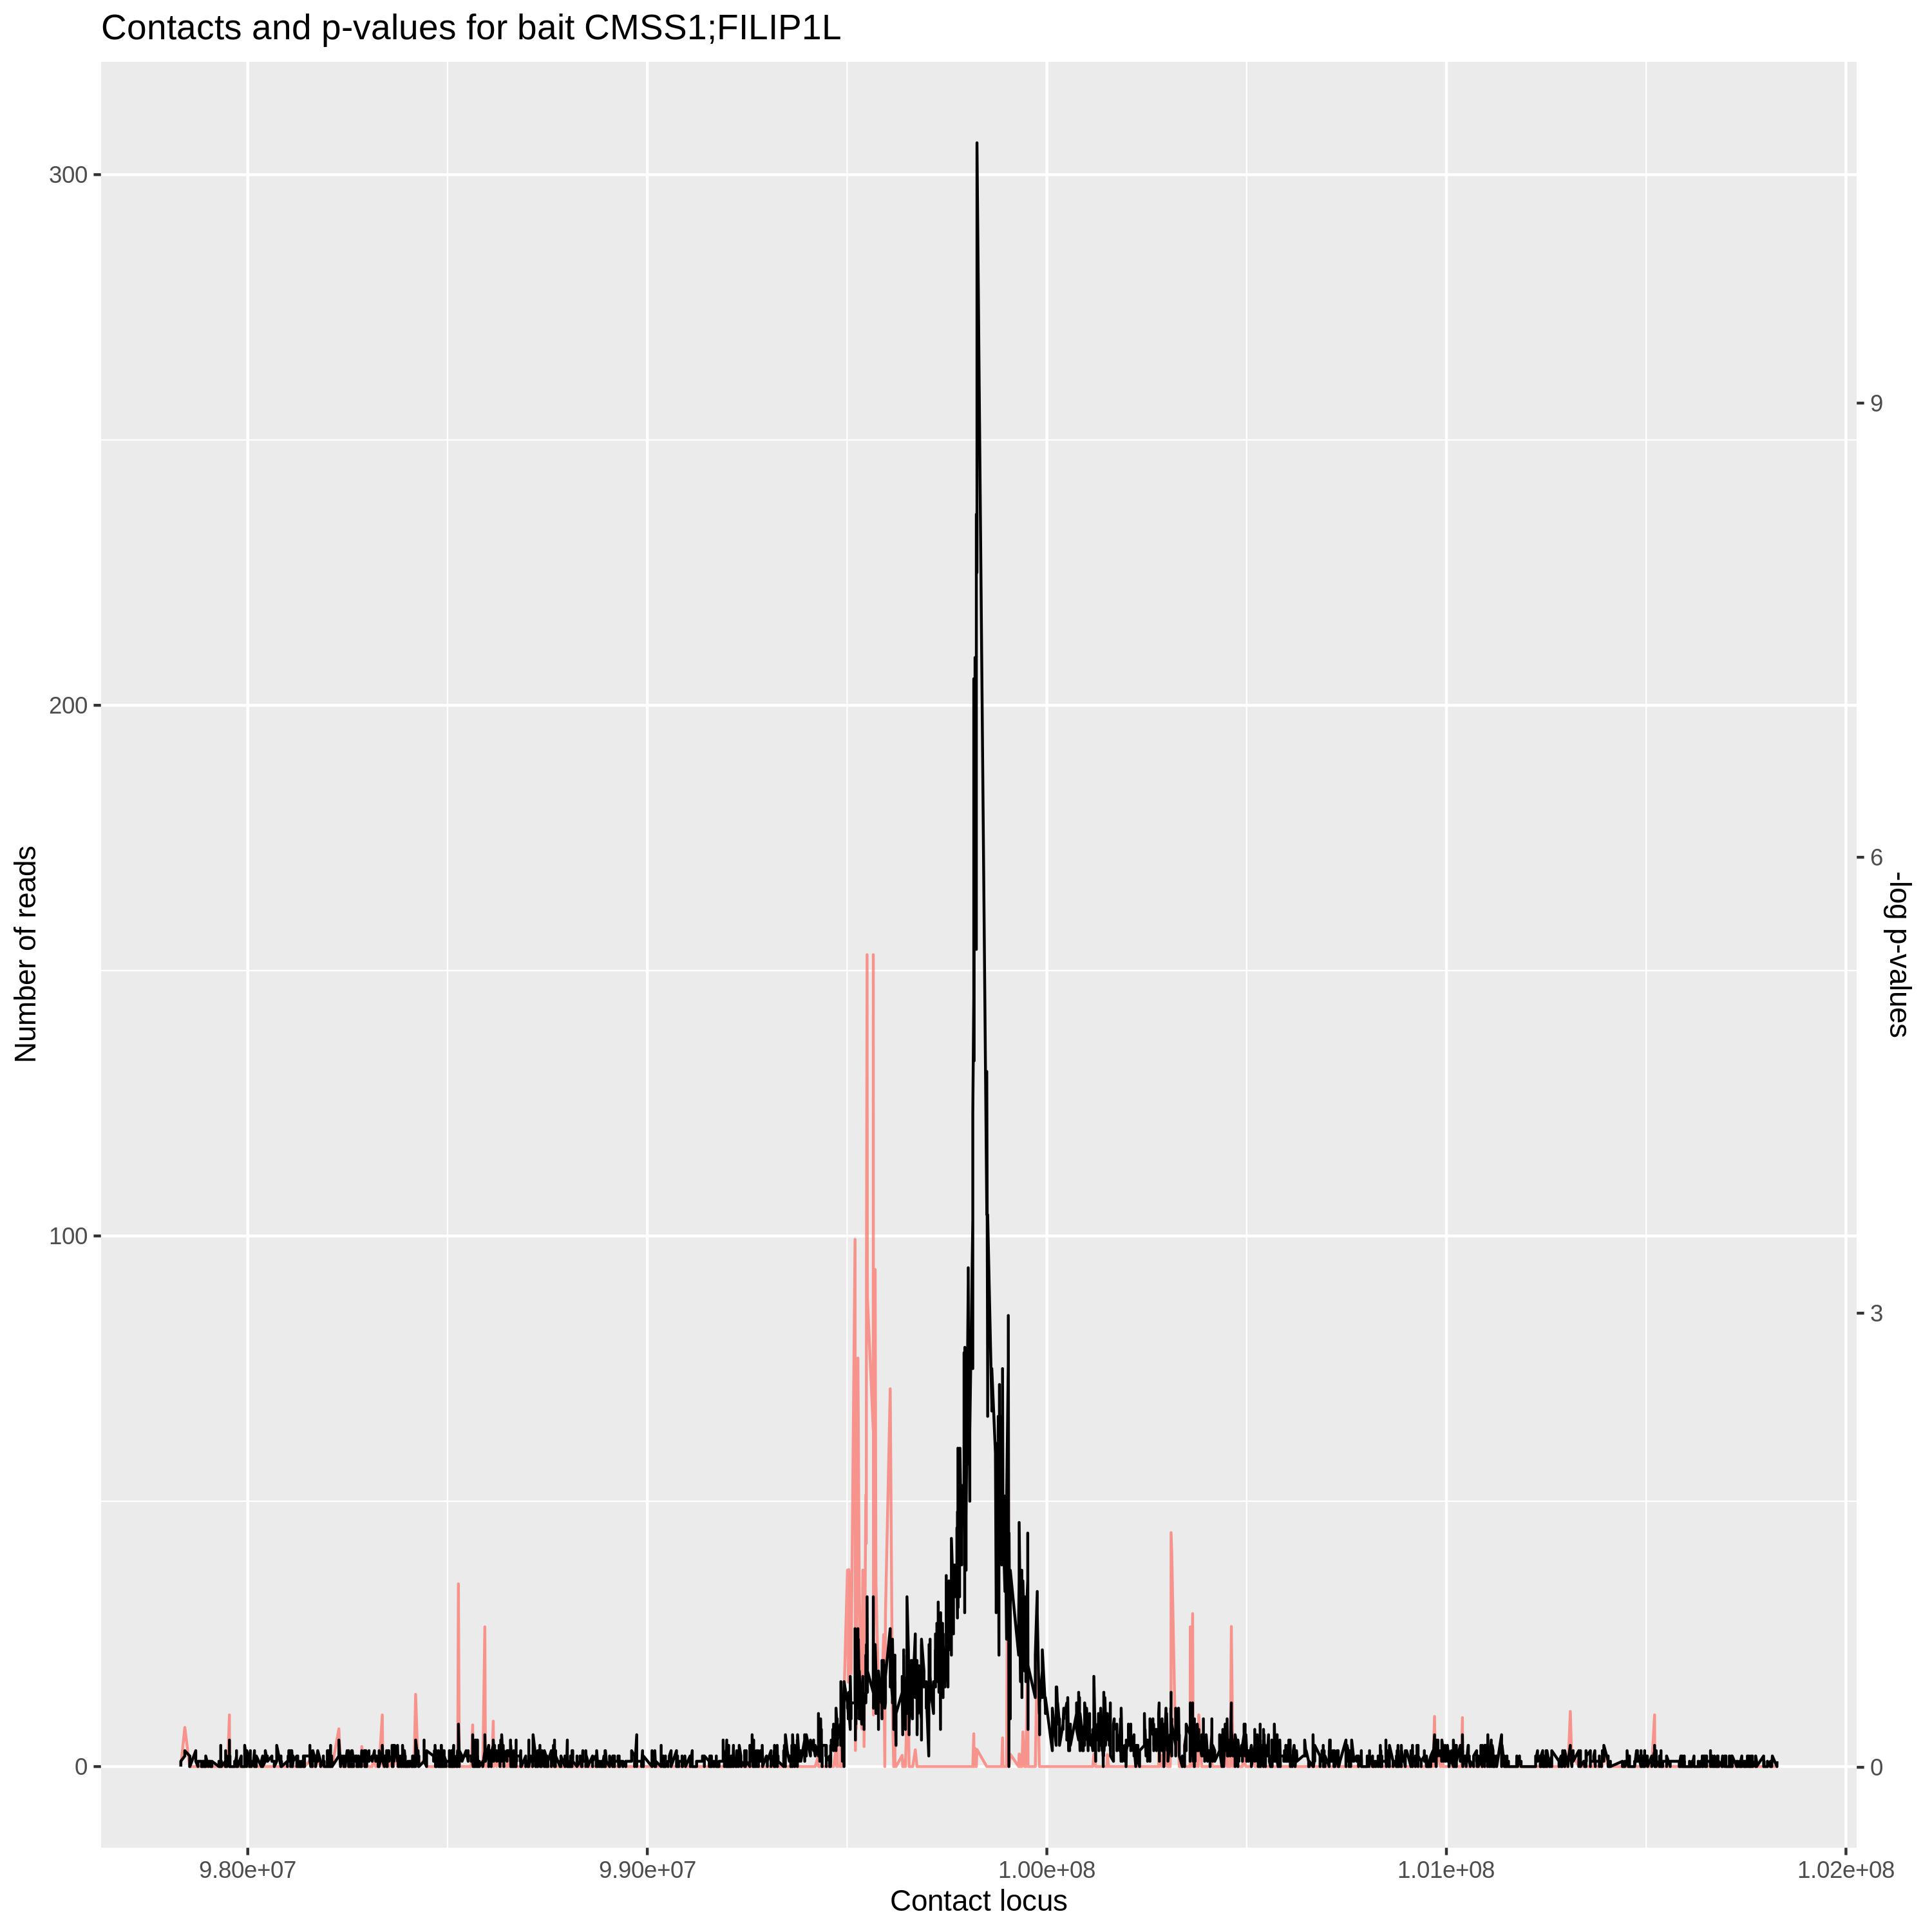 Contacts and p-values for bait CMSS1;FILIP1L
300
200
100
0
Number of reads
9
6
3
0
-log p-values
9.80e+07
9.90e+07
1.00e+08
1.01e+08
1.02e+08
Contact locus